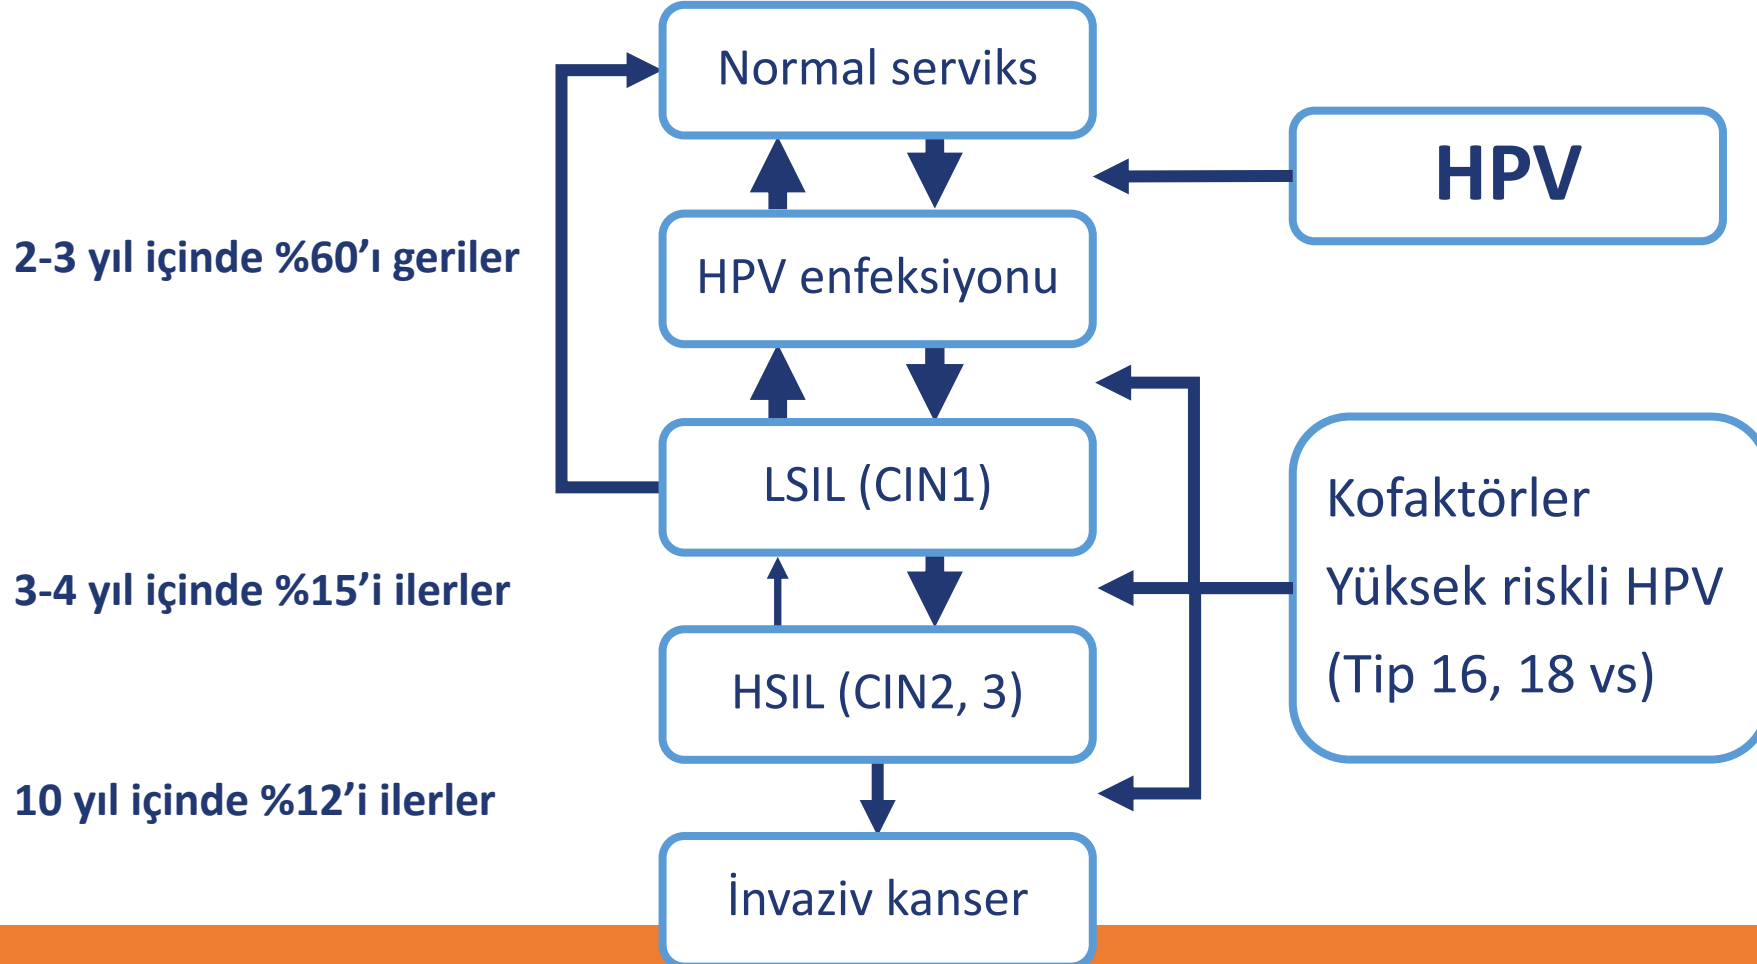 Normal serviks
HPV
2-3 yıl içinde %60’ı geriler
HPV enfeksiyonu
LSIL (CIN1)
Kofaktörler
Yüksek riskli HPV
(Tip 16, 18 vs)
3-4 yıl içinde %15’i ilerler
HSIL (CIN2, 3)
10 yıl içinde %12’i ilerler
İnvaziv kanser